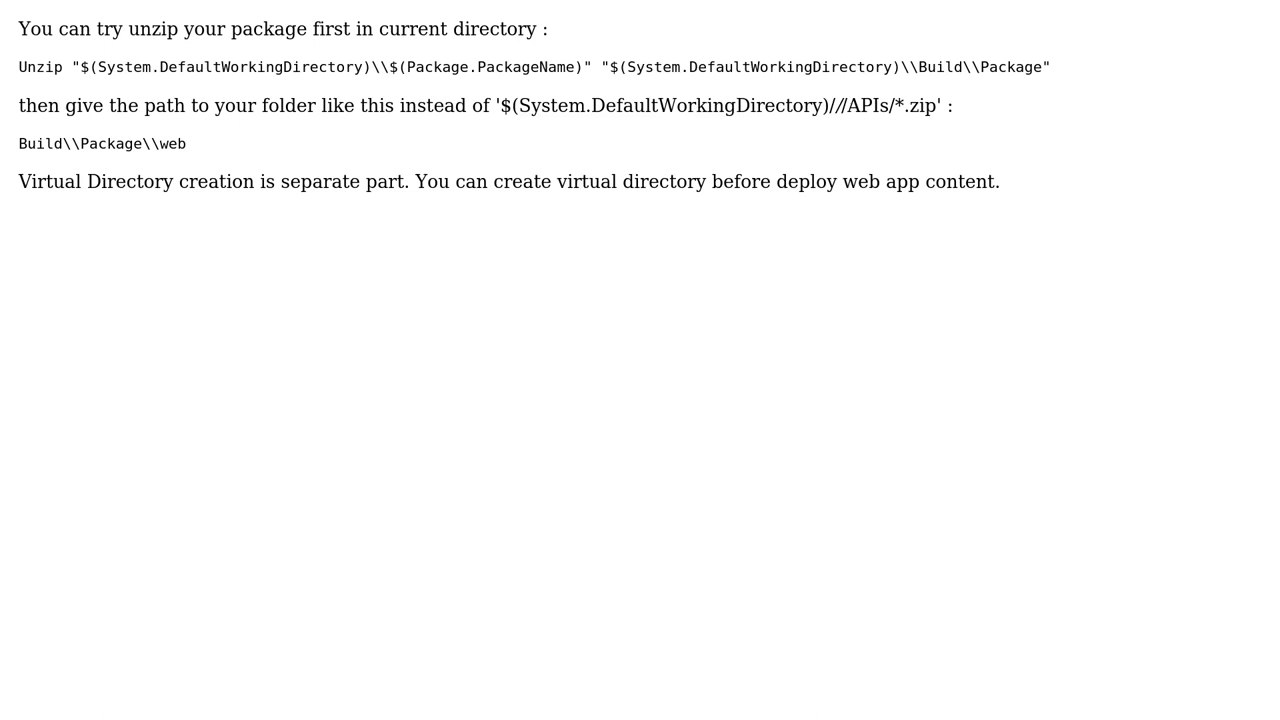 You can try unzip your package first in current directory :
Unzip "$(System.DefaultWorkingDirectory)\\$(Package.PackageName)" "$(System.DefaultWorkingDirectory)\\Build\\Package"
then give the path to your folder like this instead of '$(System.DefaultWorkingDirectory)///APIs/*.zip' :
Build\\Package\\web
Virtual Directory creation is separate part. You can create virtual directory before deploy web app content.